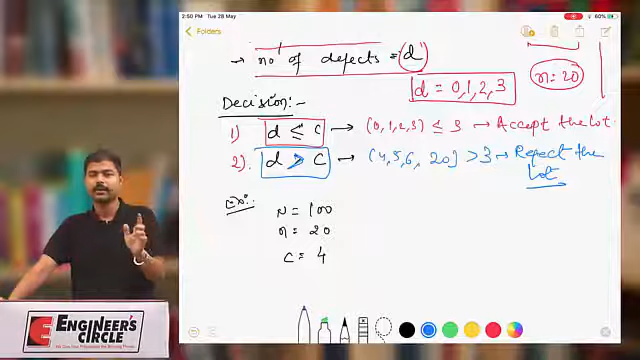 2:50 PM Tue 28 May
60%
Folders
→ no of defects = d
n = 20
d = 0,1,2,3
Decision:-
1) d ≤ c → (0,1,2,3) ≤ 3 → Accept the lot
2) d > c → (4,5,6, 20] > 3 → Reject the
lot
Ex:
N = 100
n = 20
c = 4
ENGINEER'S
CIRCLE